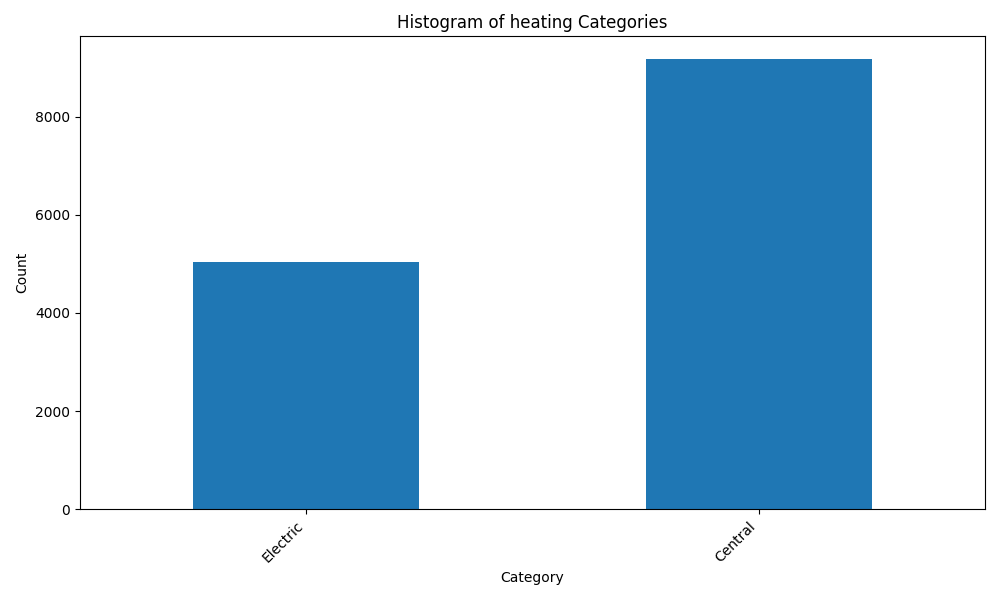 Histogram of heating Categories
Count
8000
6000
4000
2000
0
Electric
Central
Category